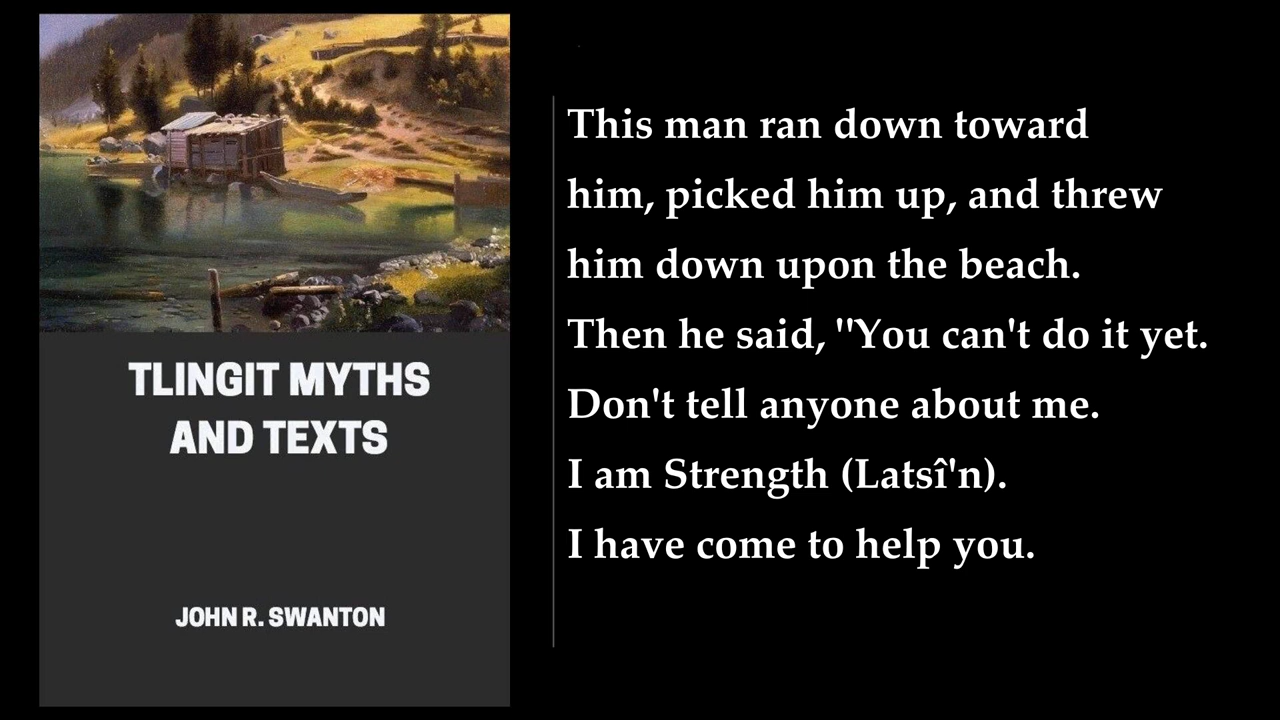 TLINGIT MYTHS
AND TEXTS
JOHN R. SWANTON
This man ran down toward
him, picked him up, and threw
him down upon the beach.
Then he said, "You can't do it yet.
Don't tell anyone about me.
I am Strength (Latsî'n).
I have come to help you.